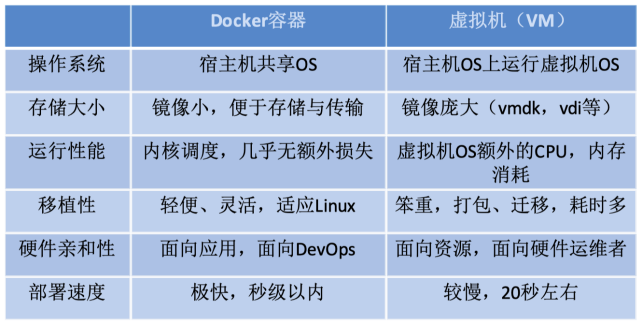 Docker容器 虚拟机（VM）
操作系统 宿主机共享OS 宿主机OS上运行虚拟机OS
存储大小 镜像小，便于存储与传输 镜像庞大（vmdk，vdi等）
运行性能 内核调度，几乎无额外损失 虚拟机OS额外的CPU，内存
消耗
移植性 轻便、灵活，适应Linux 笨重，打包、迁移，耗时多
硬件亲和性 面向应用，面向DevOps 面向资源，面向硬件运维者
部署速度 极快，秒级以内 较慢，20秒左右